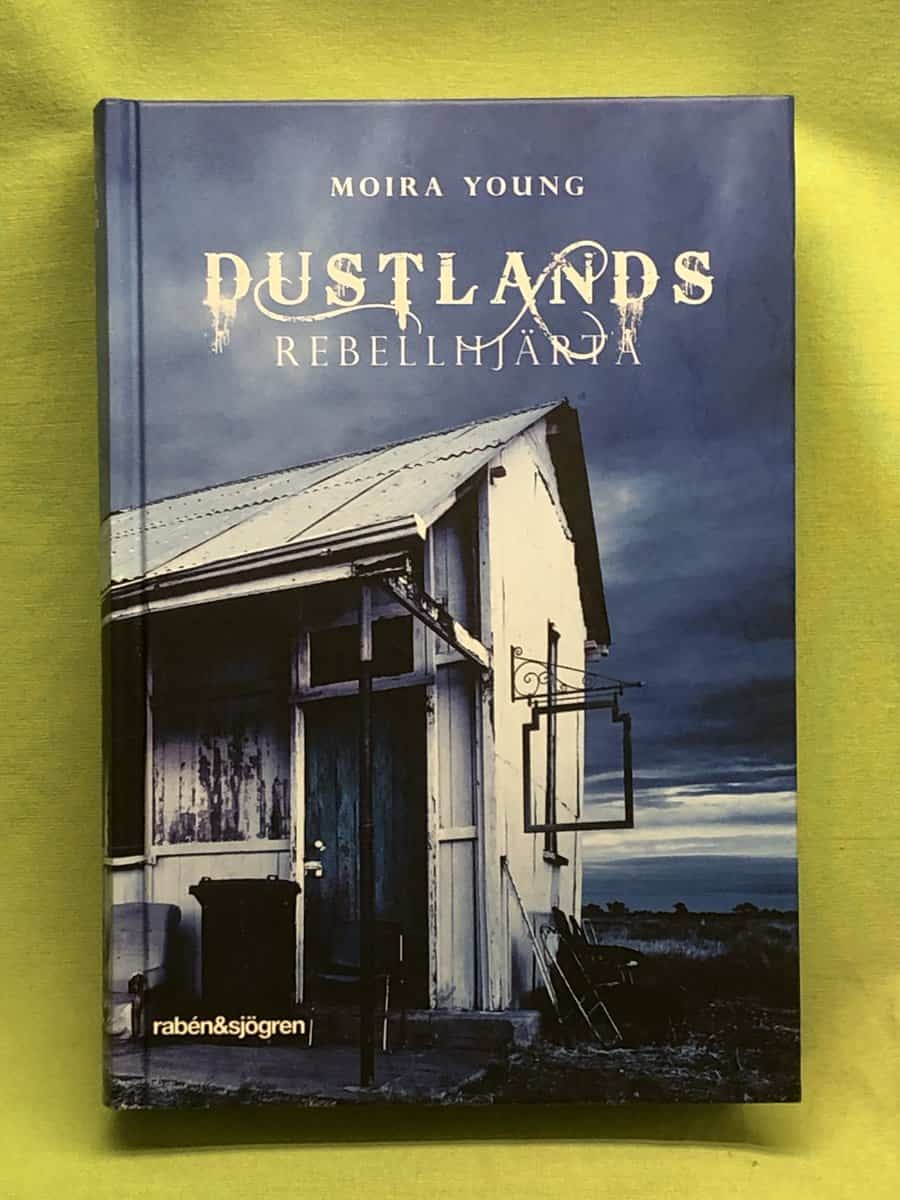 MOIRA YOUNG
DUSTLANDS
REBELLHJÄRTA
rabén&sjögren